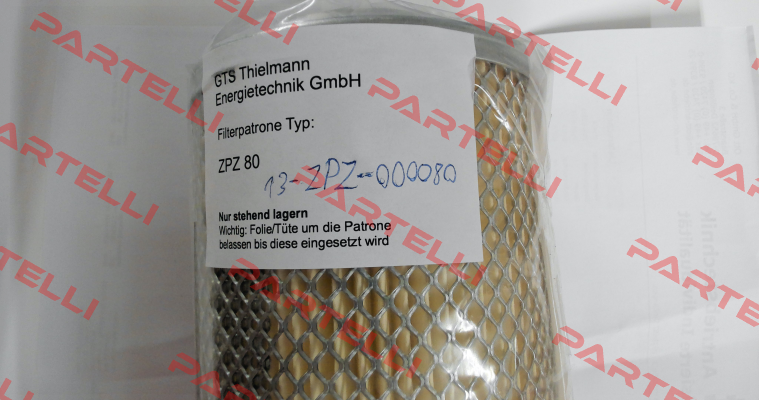 GTS Thielmann
Energietechnik GmbH
Filterpatrone Typ:
ZPZ 80
13-ZPZ-000080
Nur stehend lagern
Wichtig: Folie/Tüte um die Patrone
belassen bis diese eingesetzt wird
PARTELLI
PARTELLI
PARTELLI
PARTELLI
PARTELLI
PARTELLI
PARTELLI
PARTELLI
PARTELLI